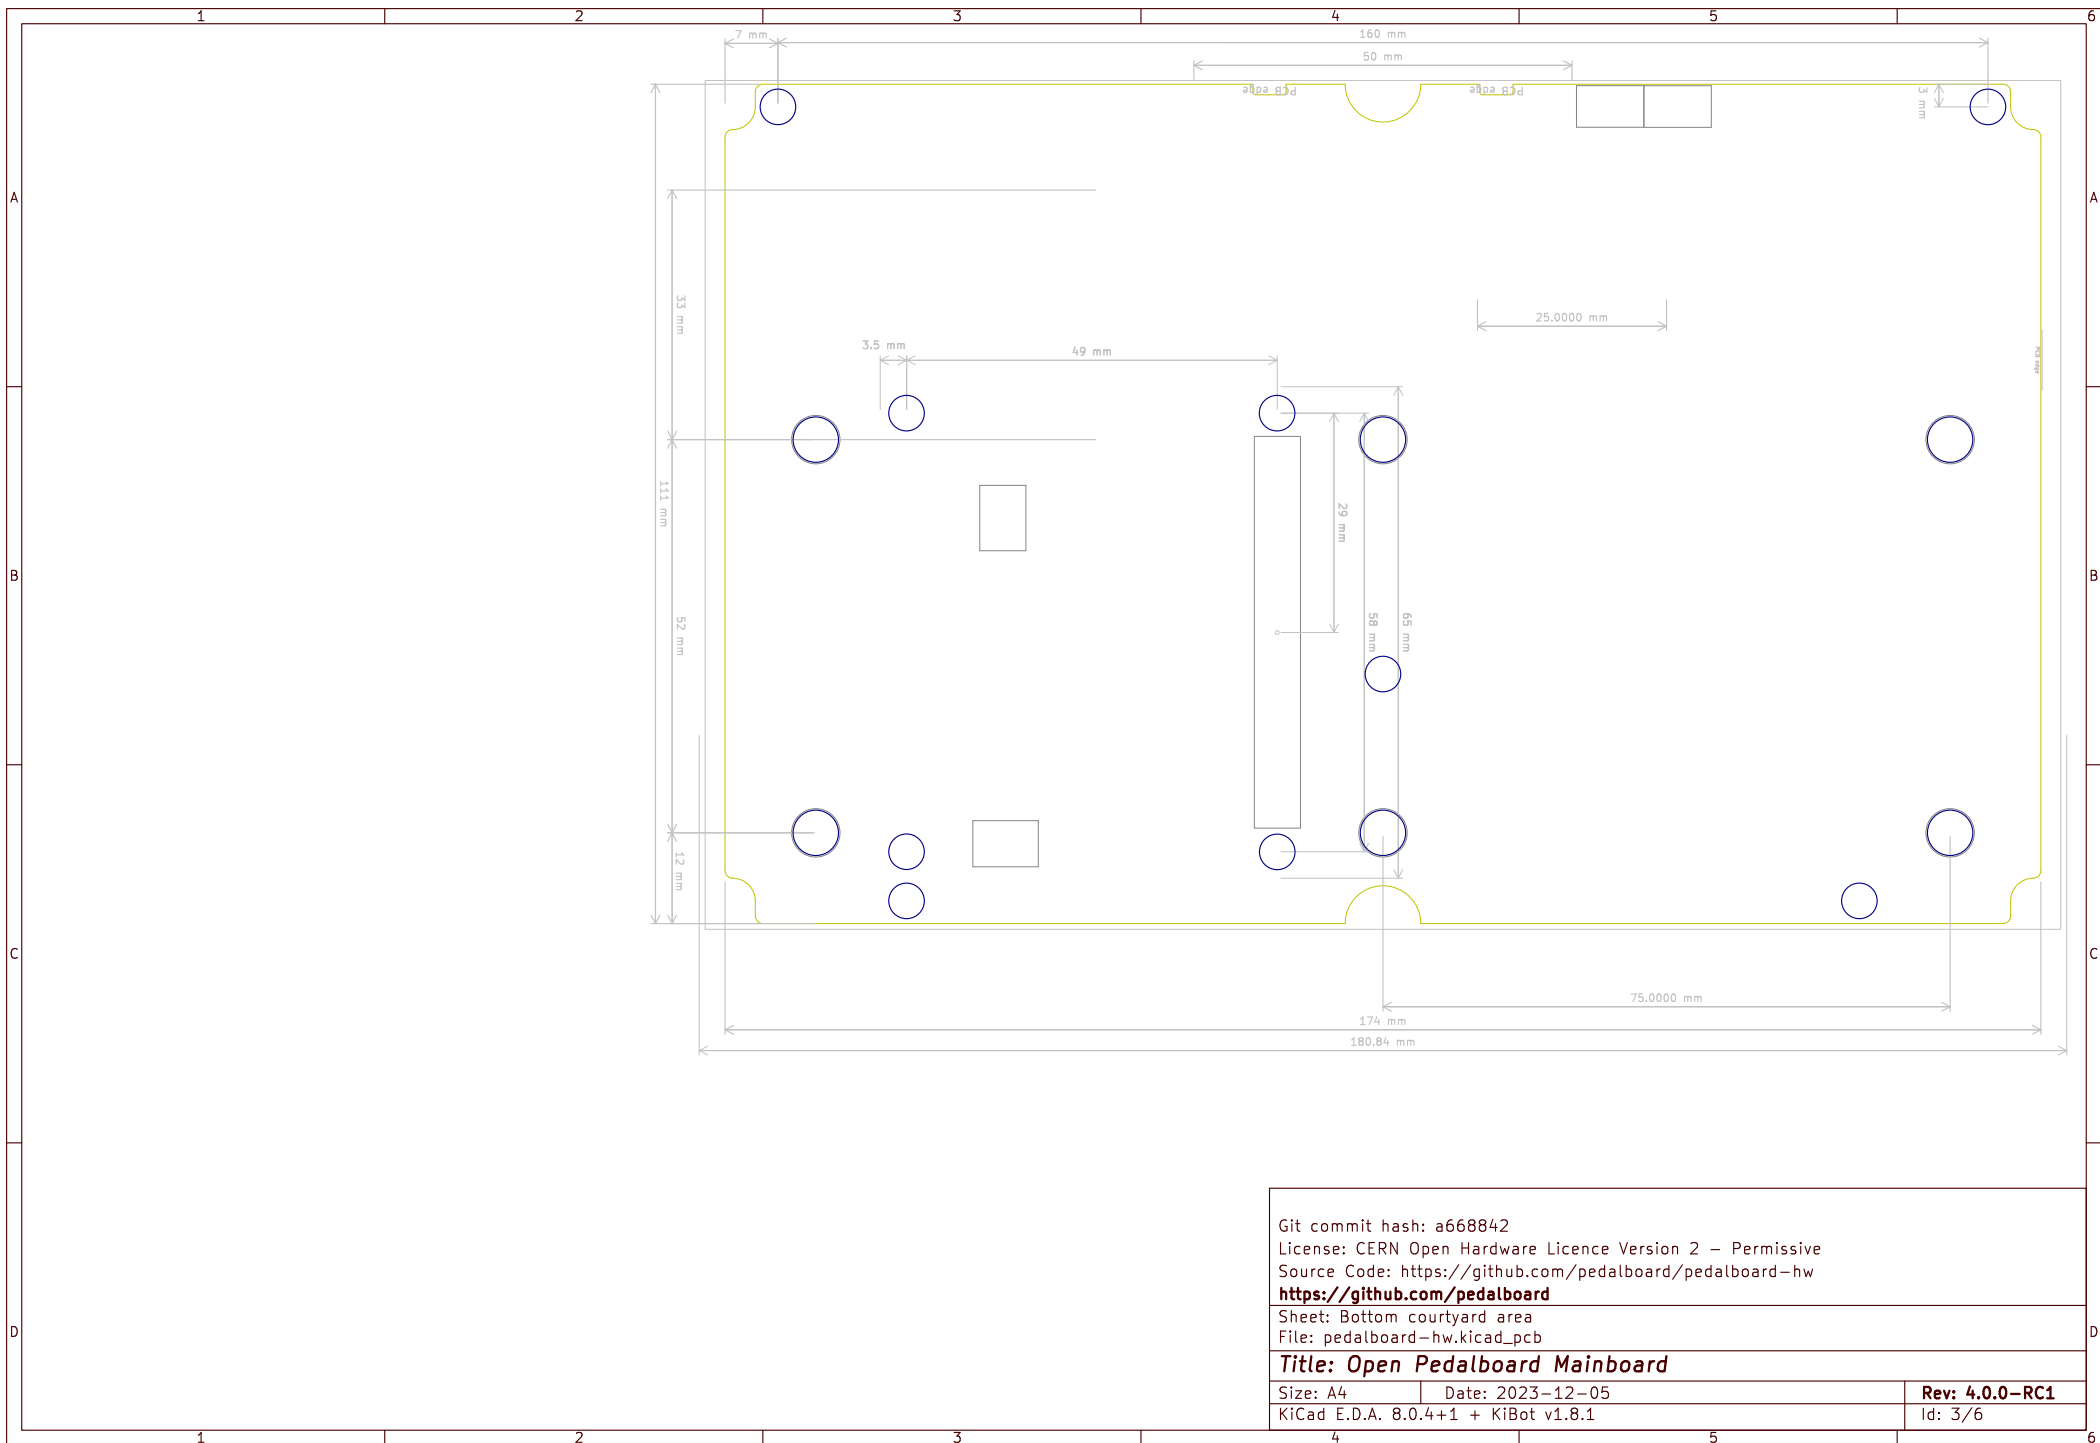 1 2 3 4 5 6
7 mm
160 mm
50 mm
PCB edge
PCB edge
3 mm
A
A
33 mm
25.0000 mm
3.5 mm
49 mm
PCB edge
111 mm
29 mm
B
B
52 mm
58 mm
65 mm
12 mm
C
C
75.0000 mm
174 mm
180.84 mm
Git commit hash: a668842
License: CERN Open Hardware Licence Version 2 - Permissive
Source Code: https://github.com/pedalboard/pedalboard-hw
https://github.com/pedalboard
Sheet: Bottom courtyard area
File: pedalboard-hw.kicad_pcb
D
D
Title: Open Pedalboard Mainboard
Size: A4
Date: 2023-12-05
Rev: 4.0.0-RC1
KiCad E.D.A. 8.0.4+1 + KiBot v1.8.1
Id: 3/6
1 2 3 4 5 6